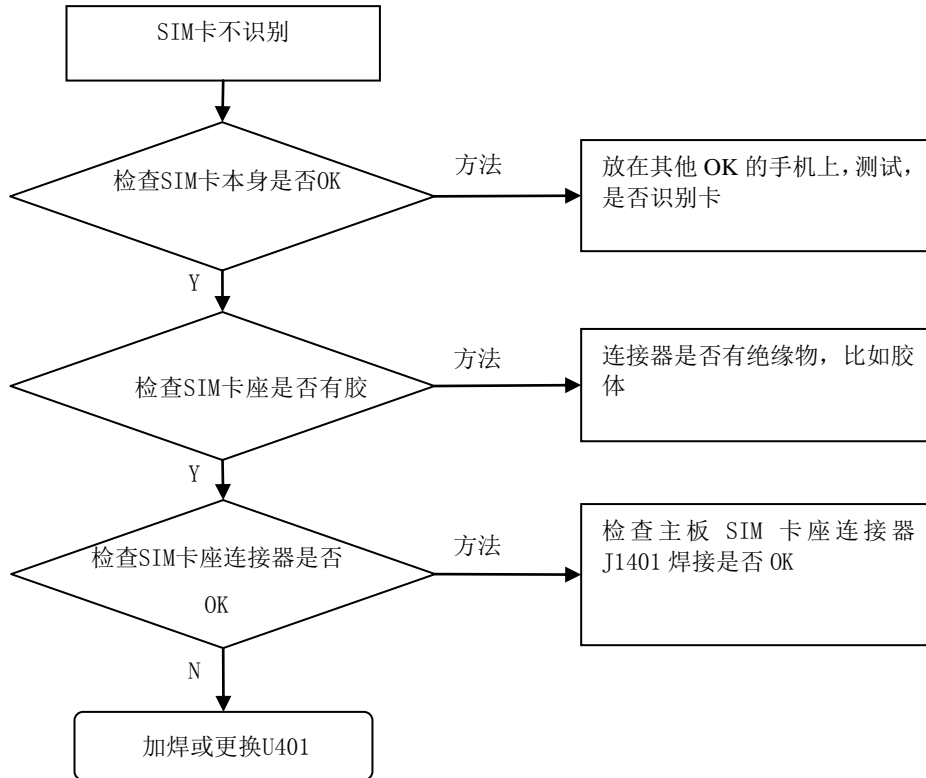 SIM卡不识别
检查SIM卡本身是否OK
方法
放在其他 OK 的手机上，测试，
是否识别卡
Y
检查SIM卡座是否有胶
方法
连接器是否有绝缘物，比如胶
体
Y
检查SIM卡座连接器是否
OK
方法
检查主板 SIM 卡座连接器
J1401 焊接是否 OK
N
加焊或更换U401